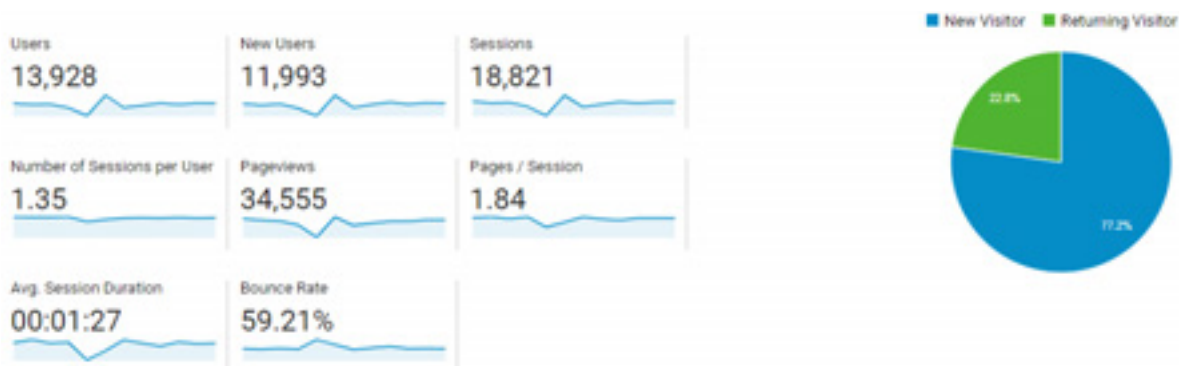 New Visitor Returning Visitor
Users New Users Sessions
13,928 11,993 18,821
Number of Sessions per User Pageviews Pages / Session
1.35 34,555 1.84
Avg. Session Duration Bounce Rate
00:01:27 59.21%
22.8%
77.2%